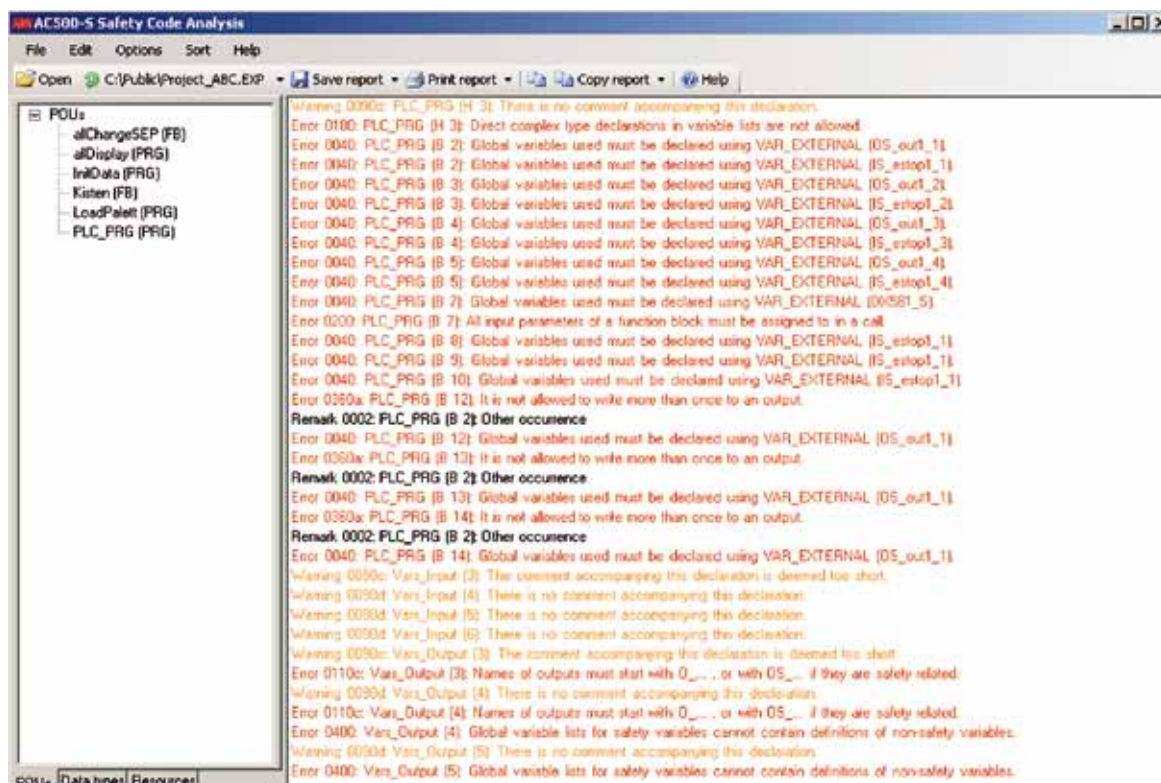 ABB AC500-S Safety Code Analysis
File Edit Options Sort Help
Open C:\Public\Project_ABC.EXP Save report Print report Copy report Help
POUs
alChangeSEP (FB)
alDisplay (PRG)
InitData (PRG)
Kisten (FB)
LoadPalett (PRG)
PLC_PRG (PRG)
Warning 0090d: PLC_PRG (H 3): There is no comment accompanying this declaration.
Error 0180: PLC_PRG (H 3): Direct complex type declarations in variable lists are not allowed.
Error 0040: PLC_PRG (B 2): Global variables used must be declared using VAR_EXTERNAL (OS_out1_1).
Error 0040: PLC_PRG (B 2): Global variables used must be declared using VAR_EXTERNAL (IS_estop1_1).
Error 0040: PLC_PRG (B 3): Global variables used must be declared using VAR_EXTERNAL (OS_out1_2).
Error 0040: PLC_PRG (B 3): Global variables used must be declared using VAR_EXTERNAL (IS_estop1_2).
Error 0040: PLC_PRG (B 4): Global variables used must be declared using VAR_EXTERNAL (OS_out1_3).
Error 0040: PLC_PRG (B 4): Global variables used must be declared using VAR_EXTERNAL (IS_estop1_3).
Error 0040: PLC_PRG (B 5): Global variables used must be declared using VAR_EXTERNAL (OS_out1_4).
Error 0040: PLC_PRG (B 5): Global variables used must be declared using VAR_EXTERNAL (IS_estop1_4).
Error 0040: PLC_PRG (B 7): Global variables used must be declared using VAR_EXTERNAL (DX581_S).
Error 0200: PLC_PRG (B 7): All input parameters of a function block must be assigned to in a call.
Error 0040: PLC_PRG (B 8): Global variables used must be declared using VAR_EXTERNAL (IS_estop1_1).
Error 0040: PLC_PRG (B 9): Global variables used must be declared using VAR_EXTERNAL (IS_estop1_1).
Error 0040: PLC_PRG (B 10): Global variables used must be declared using VAR_EXTERNAL (IS_estop1_1).
Error 0360a: PLC_PRG (B 12): It is not allowed to write more than once to an output.
Remark 0002: PLC_PRG (B 2): Other occurrence
Error 0040: PLC_PRG (B 12): Global variables used must be declared using VAR_EXTERNAL (OS_out1_1).
Error 0360a: PLC_PRG (B 13): It is not allowed to write more than once to an output.
Remark 0002: PLC_PRG (B 2): Other occurrence
Error 0040: PLC_PRG (B 13): Global variables used must be declared using VAR_EXTERNAL (OS_out1_1).
Error 0360a: PLC_PRG (B 14): It is not allowed to write more than once to an output.
Remark 0002: PLC_PRG (B 2): Other occurrence
Error 0040: PLC_PRG (B 14): Global variables used must be declared using VAR_EXTERNAL (OS_out1_1).
Warning 0090c: Vars_Input (3): The comment accompanying this declaration is deemed too short.
Warning 0090d: Vars_Input (4): There is no comment accompanying this declaration.
Warning 0090d: Vars_Input (5): There is no comment accompanying this declaration.
Warning 0090d: Vars_Input (6): There is no comment accompanying this declaration.
Warning 0090c: Vars_Output (3): The comment accompanying this declaration is deemed too short.
Error 0110c: Vars_Output (3): Names of outputs must start with O_... , or with OS_... if they are safety related.
Warning 0090d: Vars_Output (4): There is no comment accompanying this declaration.
Error 0110c: Vars_Output (4): Names of outputs must start with O_... , or with OS_... if they are safety related.
Error 0400: Vars_Output (4): Global variable lists for safety variables cannot contain definitions of non-safety variables.
Warning 0090d: Vars_Output (5): There is no comment accompanying this declaration.
Error 0400: Vars_Output (5): Global variable lists for safety variables cannot contain definitions of non-safety variables.
POUs Data types Resources